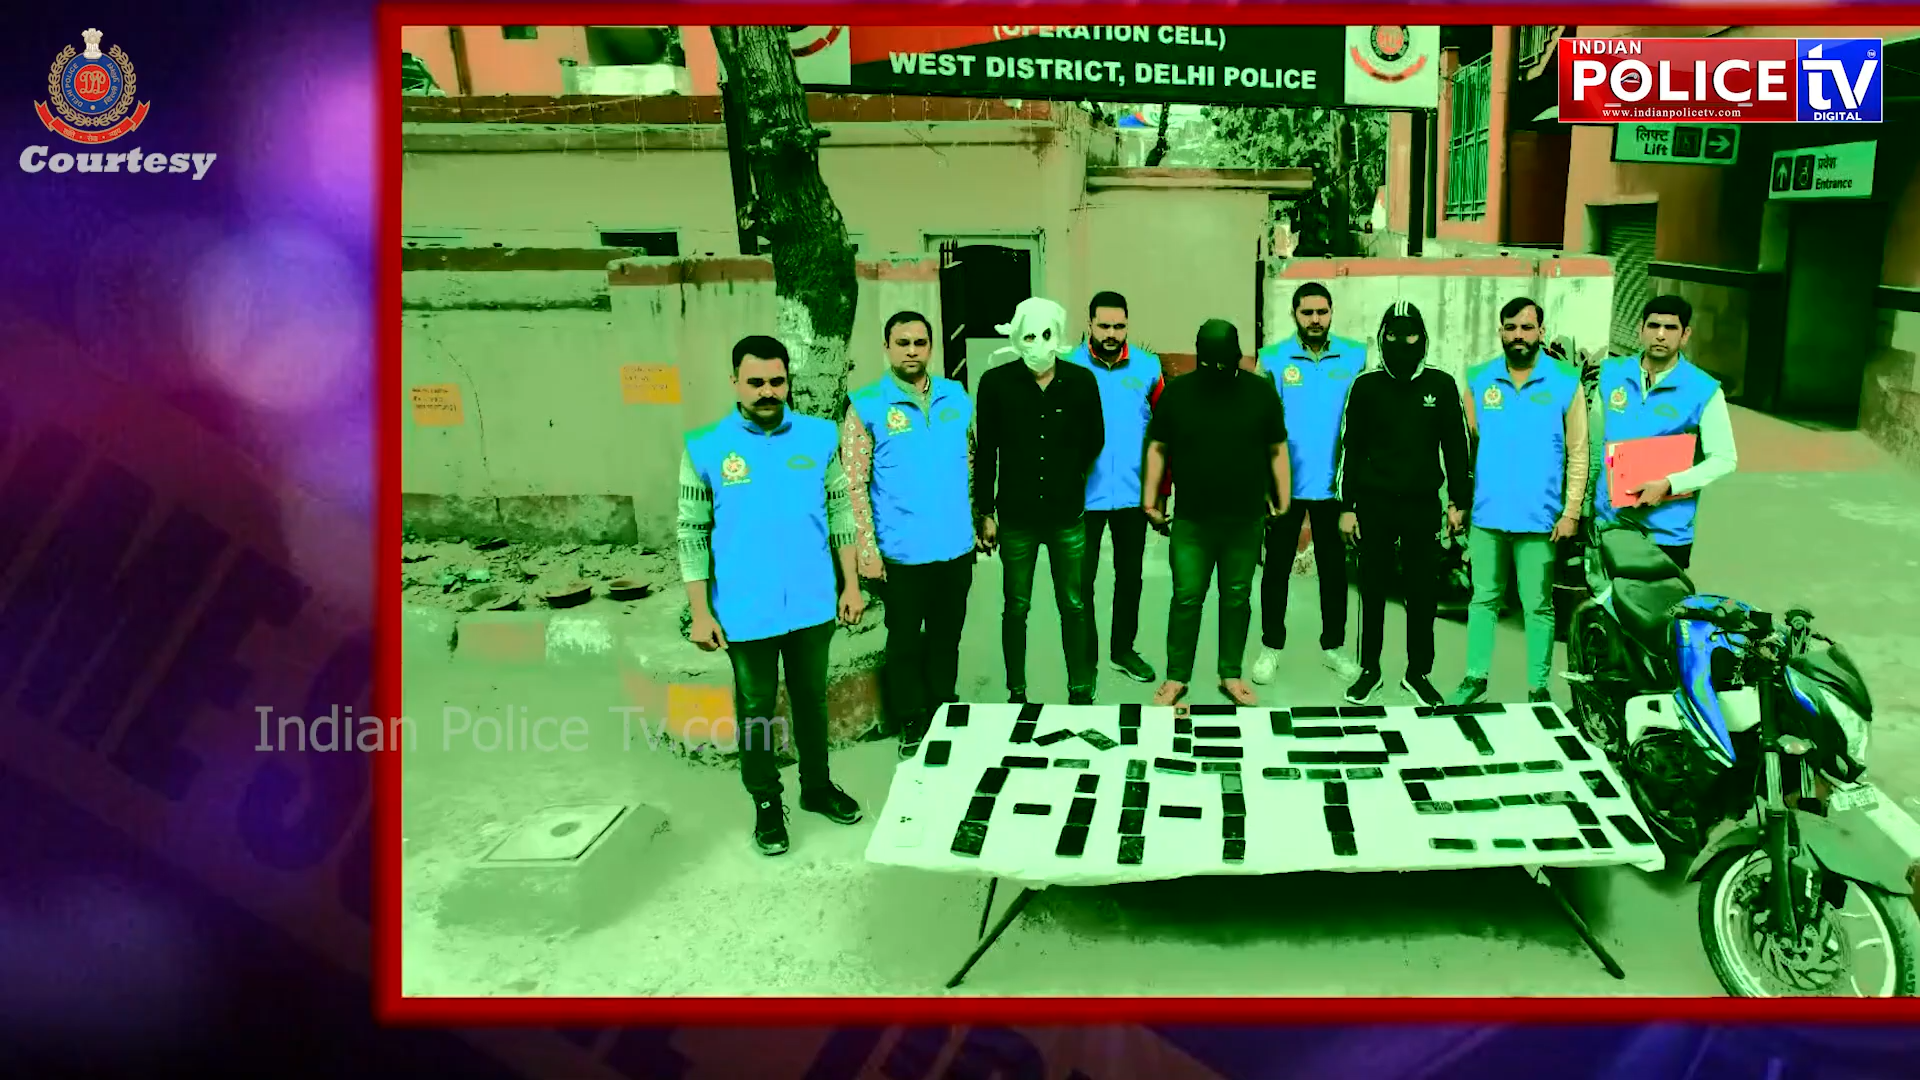 Courtesy
(OPERATION CELL)
WEST DISTRICT, DELHI POLICE
INDIAN
POLICE
www.indianpolicetv.com
tv
DIGITAL
लिफ्ट
Lift
प्रवेश
Entrance
Indian Police Tv.com
WEST
AATS